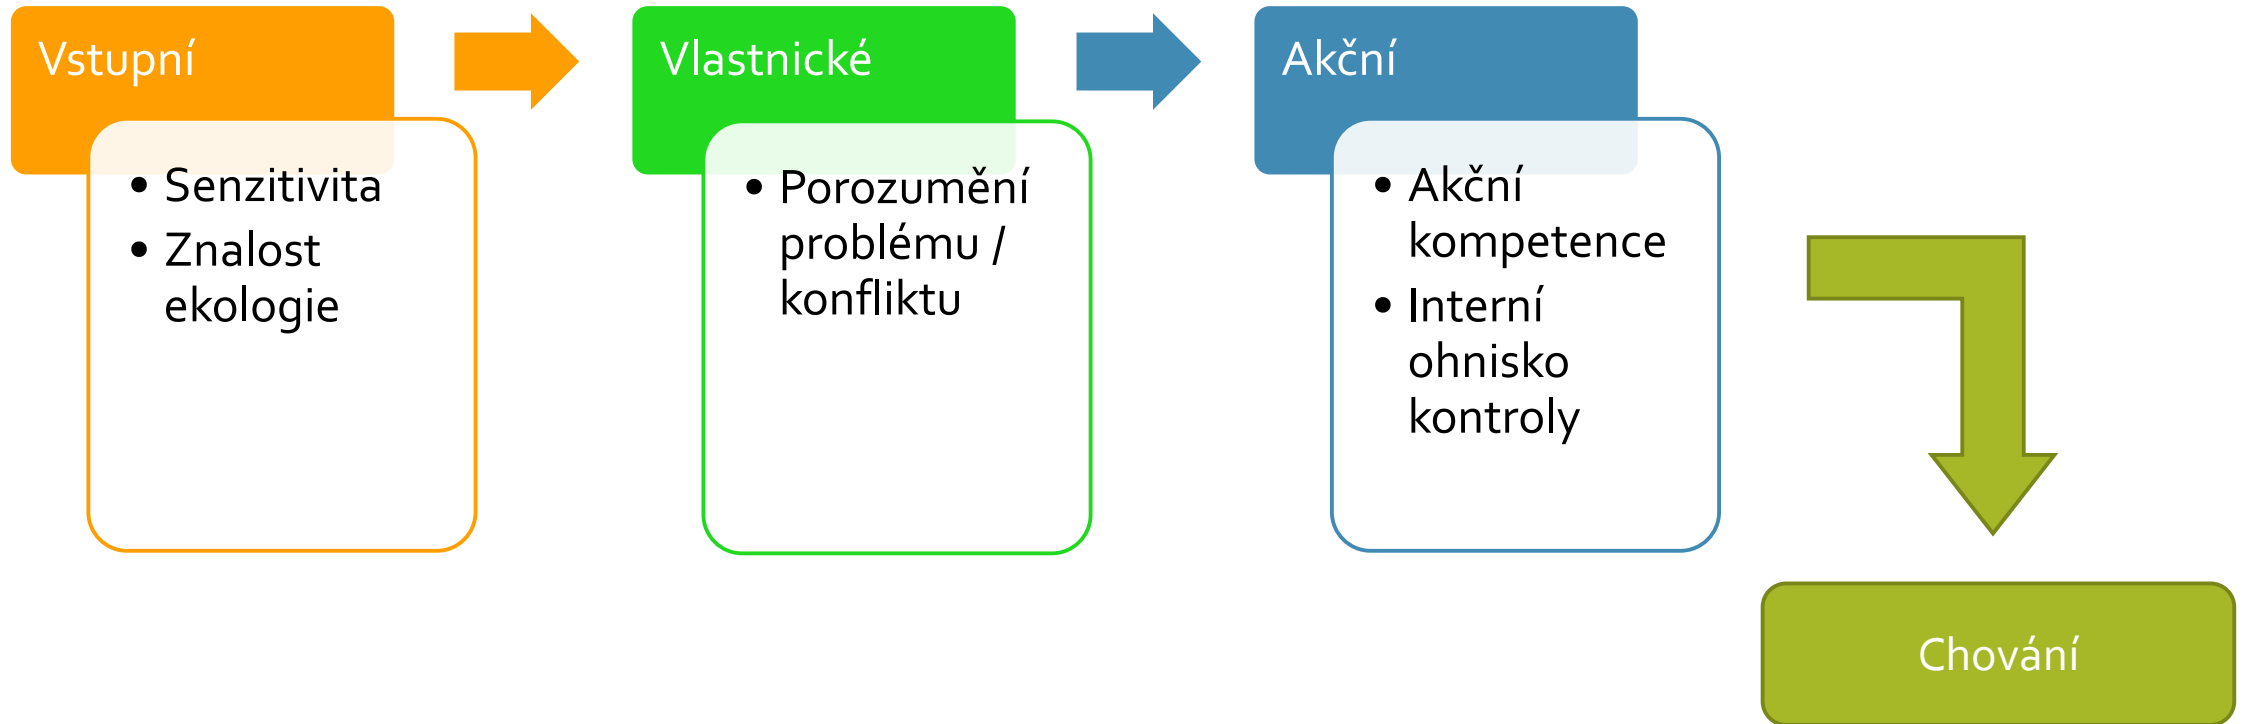 Vstupní
• Senzitivita
• Znalost
ekologie
Vlastnické
• Porozumění
problému /
konfliktu
Akční
• Akční
kompetence
• Interní
ohnisko
kontroly
Chování